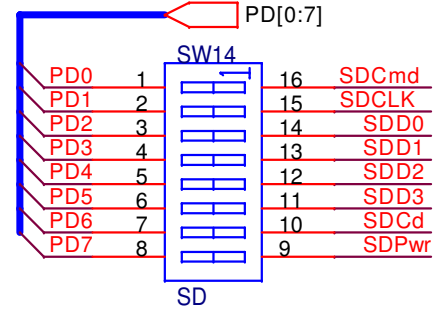 PD[0:7]
SW14
1
PD0 1 16 SDCmd
PD1 2 15 SDCLK
PD2 3 14 SDD0
PD3 4 13 SDD1
PD4 5 12 SDD2
PD5 6 11 SDD3
PD6 7 10 SDCd
PD7 8 9 SDPwr
SD